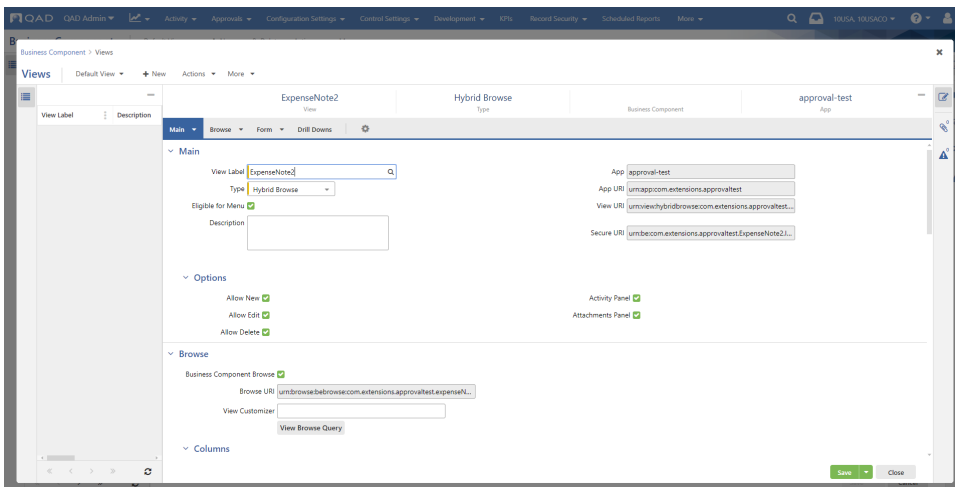 QAD QAD Admin Activity Approvals Configuration Settings Control Settings Development KPIs Record Security Scheduled Reports More 10USA, 10USACO
Business Component > Views
Views Default View + New Actions More
ExpenseNote2 Hybrid Browse approval-test
View Type Business Component App
View Label Description
Main Browse Form Drill Downs
Main
View Label ExpenseNote2 App approval-test
Type Hybrid Browse App URI urn:app:com.extensions.approvaltest
Eligible for Menu View URI urn:view:hybridbrowse:com.extensions.approvaltest....
Description
Secure URI urn:be:com.extensions.approvaltest.ExpenseNote2.I...
Options
Allow New Activity Panel
Allow Edit Attachments Panel
Allow Delete
Browse
Business Component Browse
Browse URI urn:browse:bebrowse:com.extensions.approvaltest.expenseN...
View Customizer
View Browse Query
Columns
Save Close